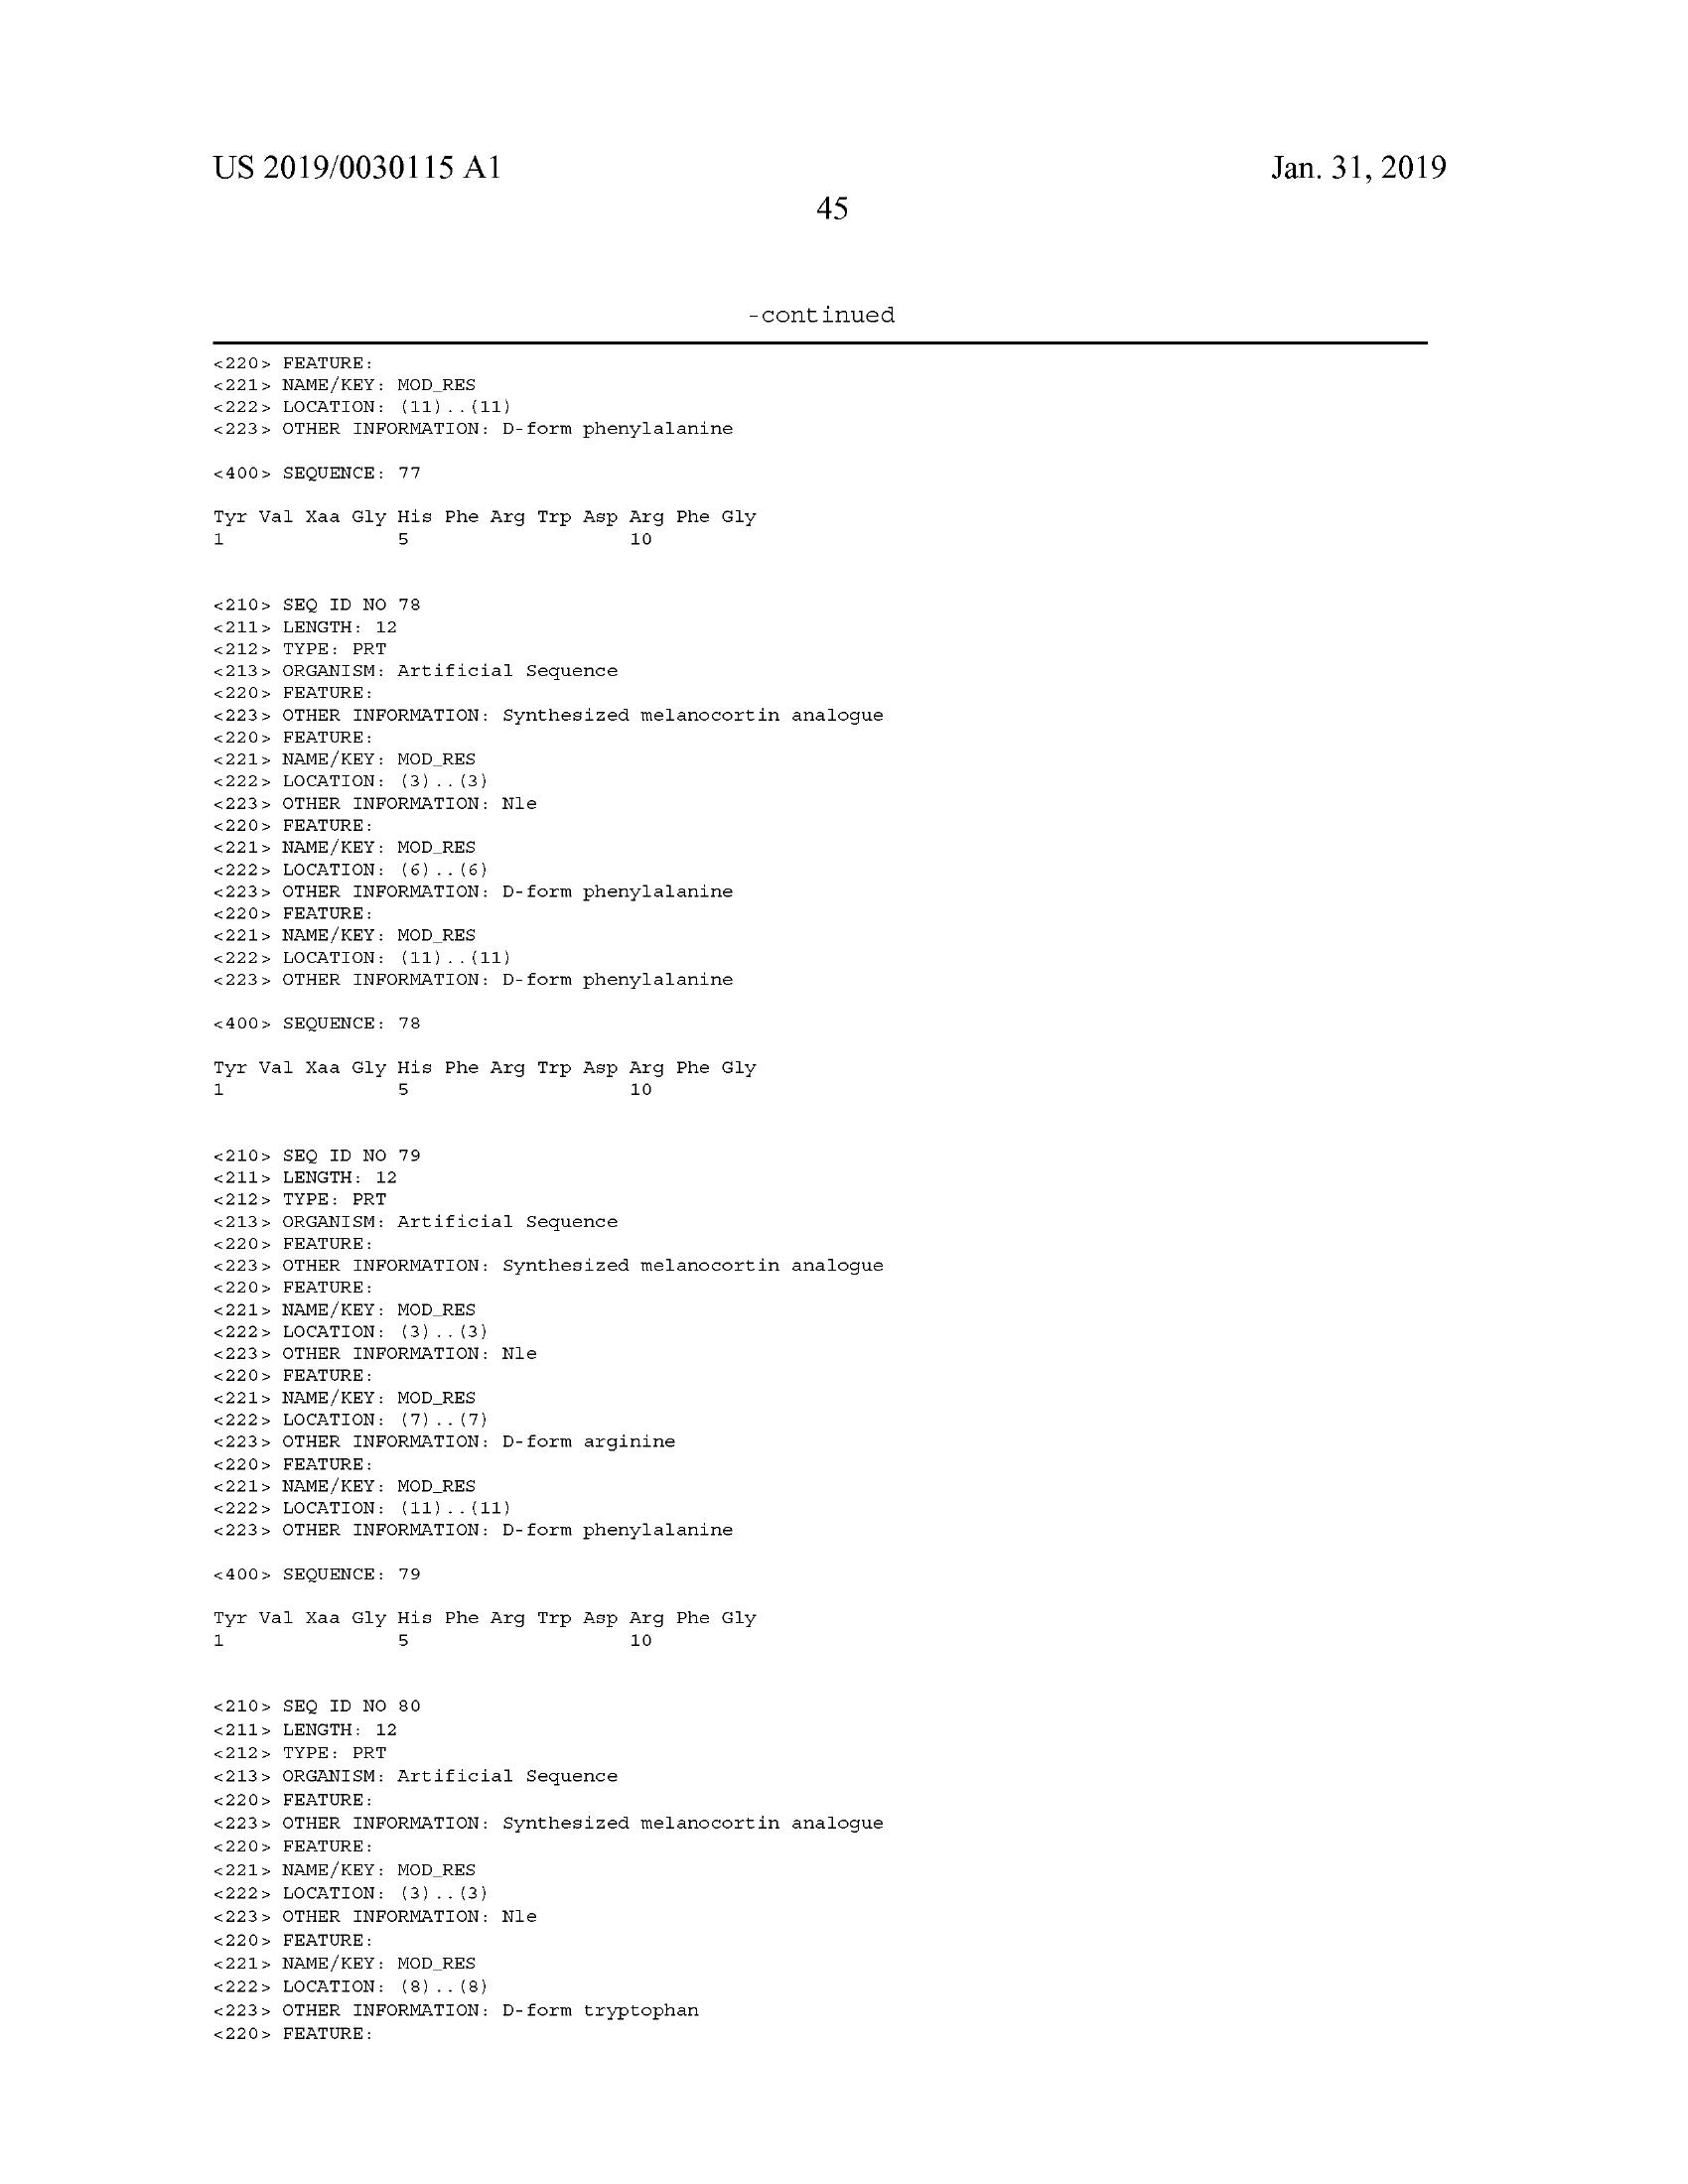 US 2019/0030115 A1
Jan. 31, 2019
45
-continued
<220> FEATURE:
<221> NAME/KEY: MOD_RES
<222> LOCATION: (11)..(11)
<223> OTHER INFORMATION: D-form phenylalanine
<400> SEQUENCE: 77
Tyr Val Xaa Gly His Phe Arg Trp Asp Arg Phe Gly
1 5 10
<210> SEQ ID NO 78
<211> LENGTH: 12
<212> TYPE: PRT
<213> ORGANISM: Artificial Sequence
<220> FEATURE:
<223> OTHER INFORMATION: Synthesized melanocortin analogue
<220> FEATURE:
<221> NAME/KEY: MOD_RES
<222> LOCATION: (3)..(3)
<223> OTHER INFORMATION: Nle
<220> FEATURE:
<221> NAME/KEY: MOD_RES
<222> LOCATION: (6)..(6)
<223> OTHER INFORMATION: D-form phenylalanine
<220> FEATURE:
<221> NAME/KEY: MOD_RES
<222> LOCATION: (11)..(11)
<223> OTHER INFORMATION: D-form phenylalanine
<400> SEQUENCE: 78
Tyr Val Xaa Gly His Phe Arg Trp Asp Arg Phe Gly
1 5 10
<210> SEQ ID NO 79
<211> LENGTH: 12
<212> TYPE: PRT
<213> ORGANISM: Artificial Sequence
<220> FEATURE:
<223> OTHER INFORMATION: Synthesized melanocortin analogue
<220> FEATURE:
<221> NAME/KEY: MOD_RES
<222> LOCATION: (3)..(3)
<223> OTHER INFORMATION: Nle
<220> FEATURE:
<221> NAME/KEY: MOD_RES
<222> LOCATION: (7)..(7)
<223> OTHER INFORMATION: D-form arginine
<220> FEATURE:
<221> NAME/KEY: MOD_RES
<222> LOCATION: (11)..(11)
<223> OTHER INFORMATION: D-form phenylalanine
<400> SEQUENCE: 79
Tyr Val Xaa Gly His Phe Arg Trp Asp Arg Phe Gly
1 5 10
<210> SEQ ID NO 80
<211> LENGTH: 12
<212> TYPE: PRT
<213> ORGANISM: Artificial Sequence
<220> FEATURE:
<223> OTHER INFORMATION: Synthesized melanocortin analogue
<220> FEATURE:
<221> NAME/KEY: MOD_RES
<222> LOCATION: (3)..(3)
<223> OTHER INFORMATION: Nle
<220> FEATURE:
<221> NAME/KEY: MOD_RES
<222> LOCATION: (8)..(8)
<223> OTHER INFORMATION: D-form tryptophan
<220> FEATURE: